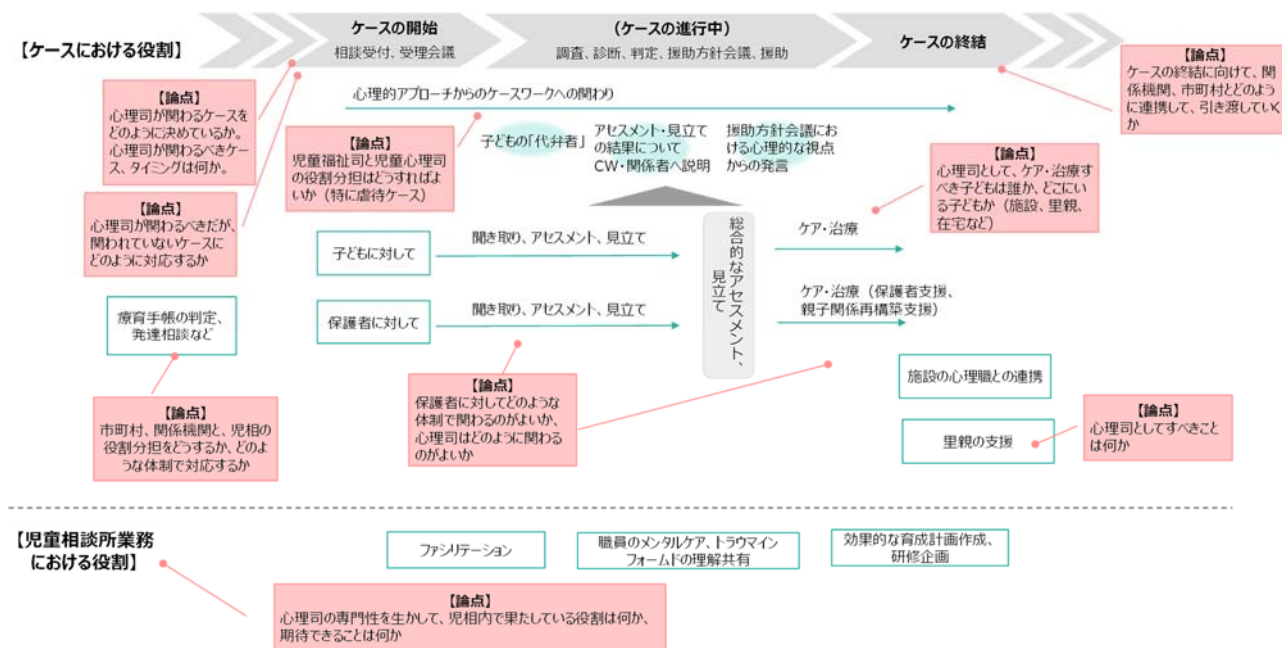 【ケースにおける役割】
ケースの開始
相談受付、受理会議
(ケースの進行中)
調査、診断、判定、援助方針会議、援助
ケースの終結
【論点】
心理司が関わるケースを
どのように決めているか。
心理司が関わるべきケー
ス、タイミングは何か。
【論点】
ケースの終結に向けて、関
係機関、市町村とどのよう
に連携して、引き渡していく
か
心理的アプローチからのケースワークへの関わり
子どもの「代弁者」
アセスメント・見立て
の結果について
CW・関係者へ説明
援助方針会議にお
ける心理的な視点
からの発言
【論点】
児童福祉司と児童心理司
の役割分担はどうすればよ
いか（特に虐待ケース）
【論点】
心理司として、ケア・治療す
べき子どもは誰か、どこにい
る子どもか（施設、里親、
在宅など）
【論点】
心理司が関わるべきだが、
関われていないケースに
どのように対応するか
子どもに対して
聞き取り、アセスメント、見立て
総合的なアセスメント、
見立て
ケア・治療
療育手帳の判定、
発達相談など
保護者に対して
聞き取り、アセスメント、見立て
ケア・治療（保護者支援、
親子関係再構築支援）
【論点】
市町村、関係機関と、児相の
役割分担をどうするか、どの
ような体制で対応するか
【論点】
保護者に対してどのような
体制で関わるのがよいか、
心理司はどのように関わる
のがよいか
施設の心理職との連携
里親の支援
【論点】
心理司としてすべきこと
は何か
【児童相談所業務
における役割】
ファシリテーション
職員のメンタルケア、トラウマイン
フォームドの理解共有
効果的な育成計画作成、
研修企画
【論点】
心理司の専門性を生かして、児相内で果たしている役割は何か、
期待できることは何か